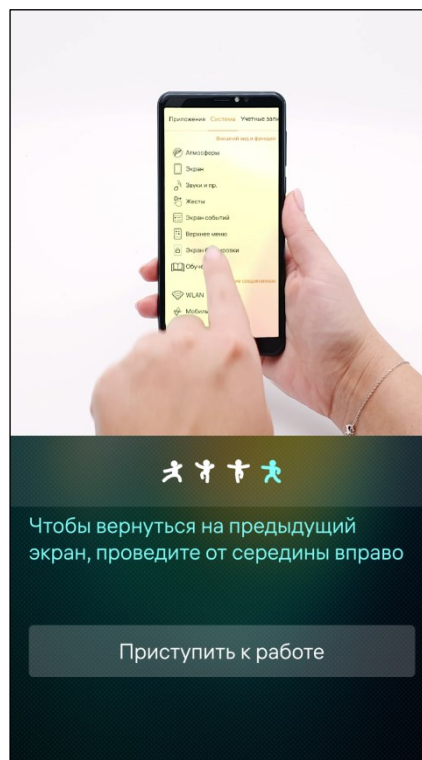 Приложения Система Учетные запи
Внешний вид и функции
Атмосферы
Экран
Звуки и пр.
Жесты
Экран событий
Верхнее меню
Экран
Обуче
WLAN
Мобиль
Чтобы вернуться на предыдущий
экран, проведите от середины вправо
Приступить к работе